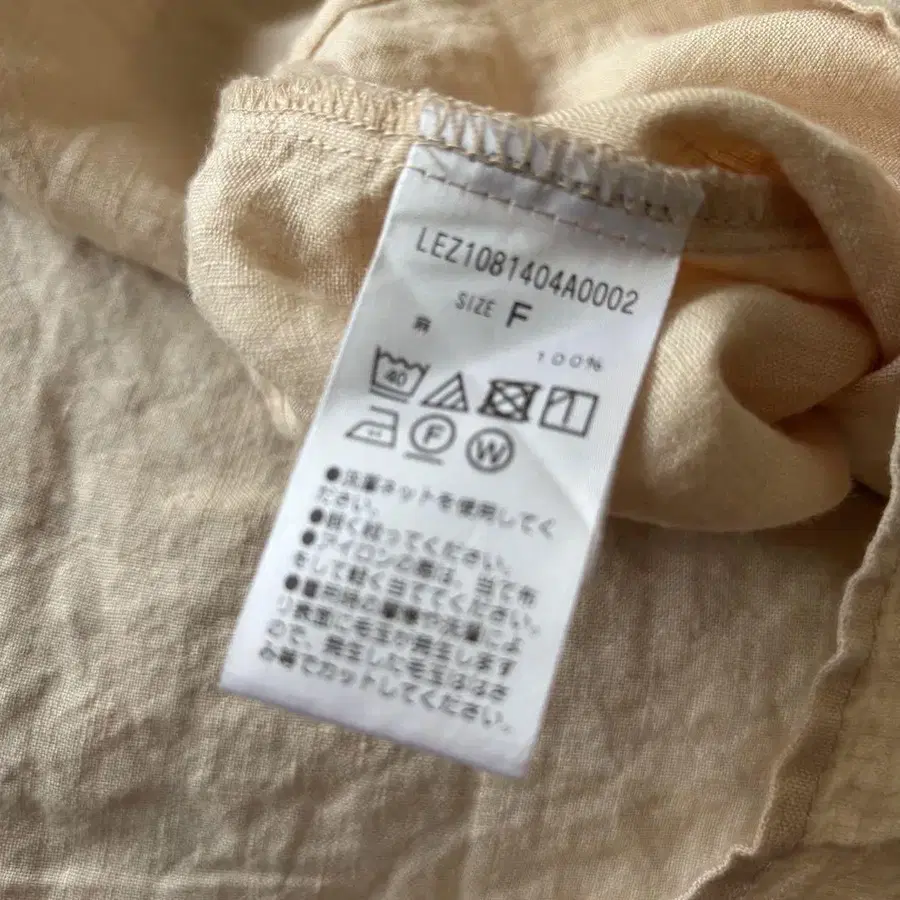 LEZ1081404A0002
SIZE F
麻 100%
40
F W
●洗濯ネットを使用してく
ださい。
●軽く絞ってください。
●アイロンの際は、当て布
をして軽く当ててください。
●着用時の摩擦や洗濯によ
り表面に毛玉が発生します
ので、発生した毛玉ははさ
み等でカットしてください。